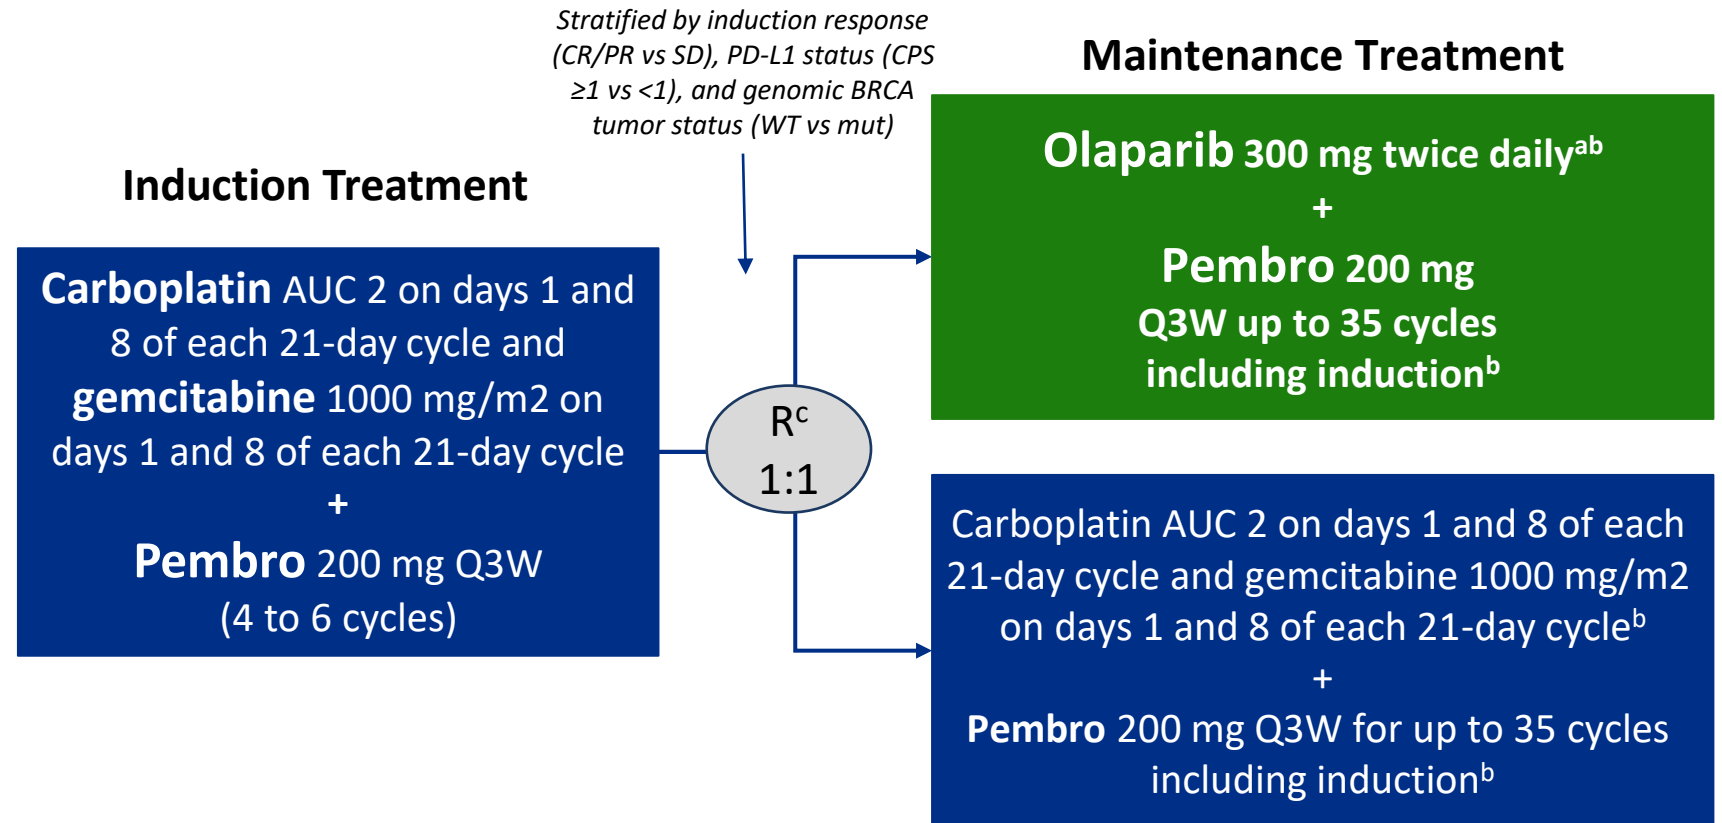 Stratified by induction response
(CR/PR vs SD), PD-L1 status (CPS
≥1 vs <1), and genomic BRCA
tumor status (WT vs mut)
Induction Treatment
Carboplatin AUC 2 on days 1 and
8 of each 21-day cycle and
gemcitabine 1000 mg/m2 on
days 1 and 8 of each 21-day cycle
+
Pembro 200 mg Q3W
(4 to 6 cycles)
Rᶜ
1:1
Maintenance Treatment
Olaparib 300 mg twice dailyᵃᵇ
+
Pembro 200 mg
Q3W up to 35 cycles
including inductionᵇ
Carboplatin AUC 2 on days 1 and 8 of each
21-day cycle and gemcitabine 1000 mg/m2
on days 1 and 8 of each 21-day cycleᵇ
+
Pembro 200 mg Q3W for up to 35 cycles
including inductionᵇ